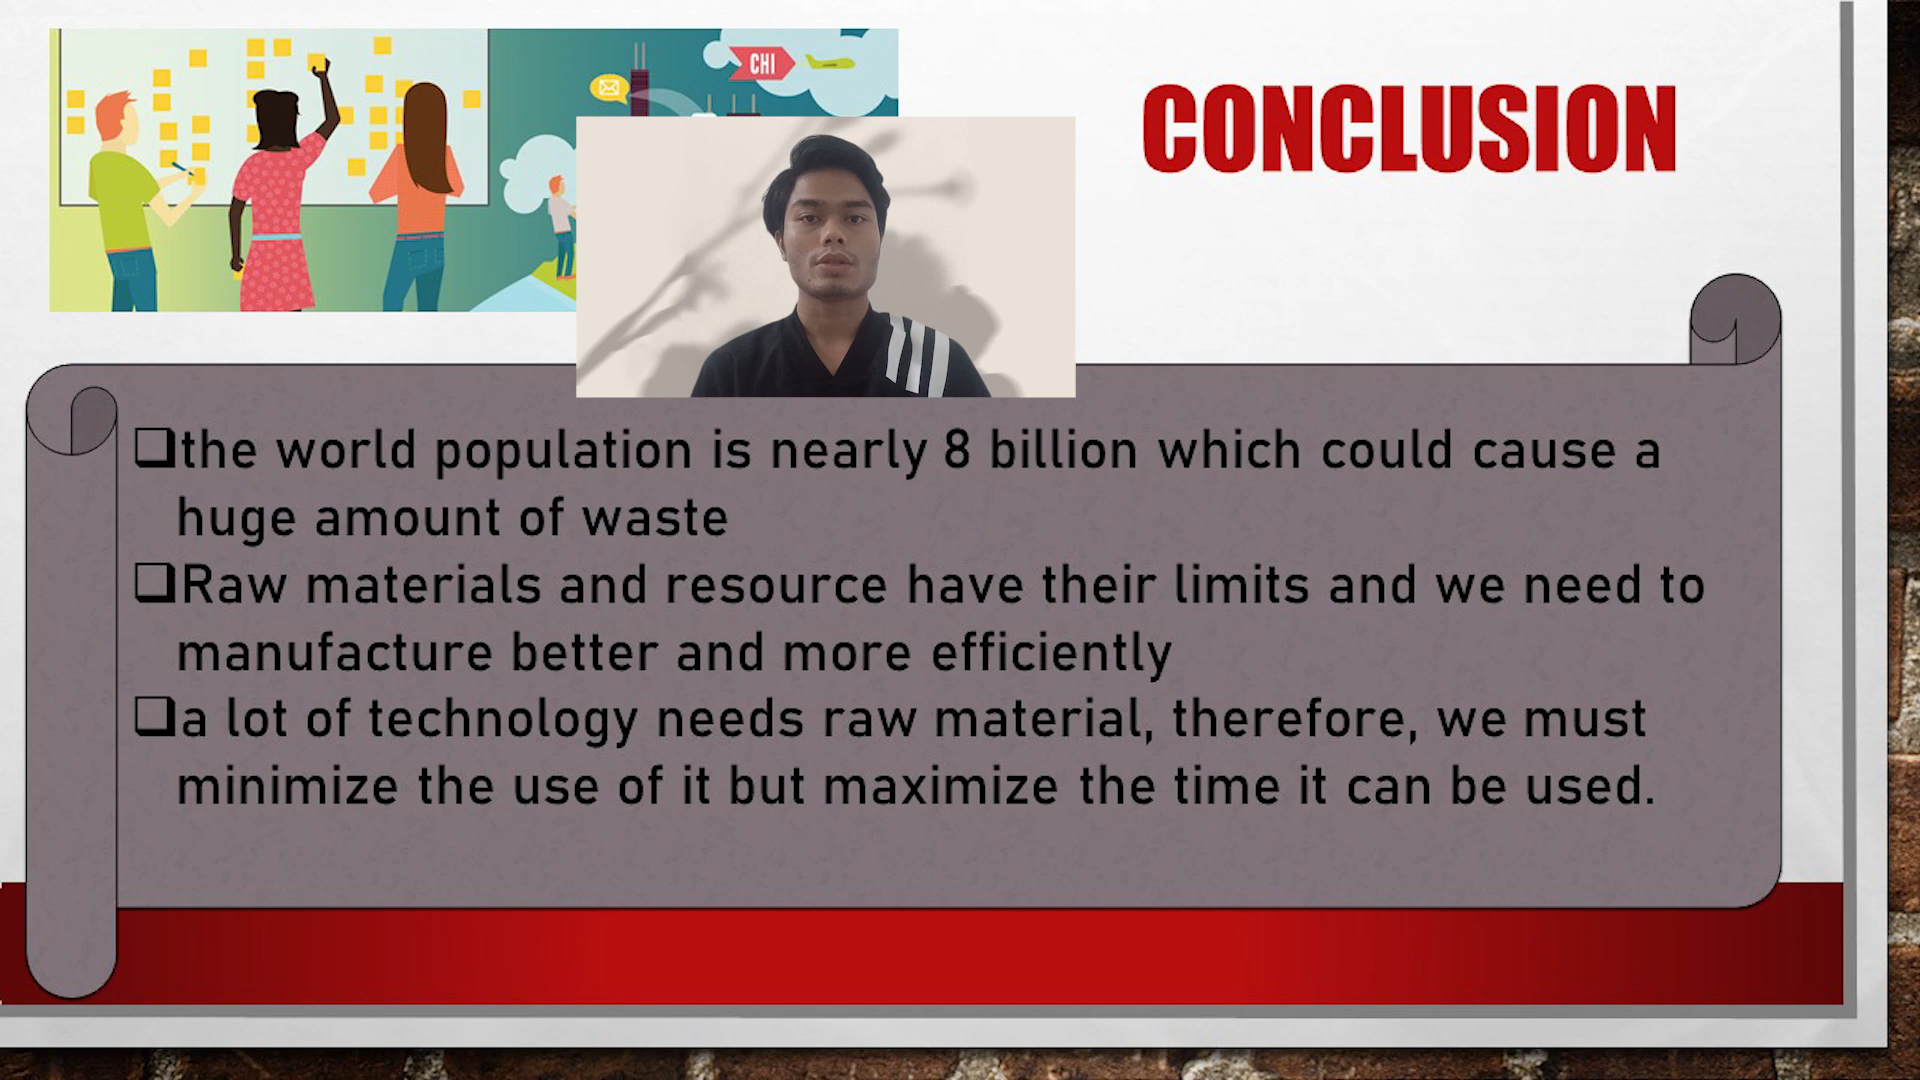 CHI
CONCLUSION
the world population is nearly 8 billion which could cause a
huge amount of waste
Raw materials and resource have their limits and we need to
manufacture better and more efficiently
a lot of technology needs raw material, therefore, we must
minimize the use of it but maximize the time it can be used.